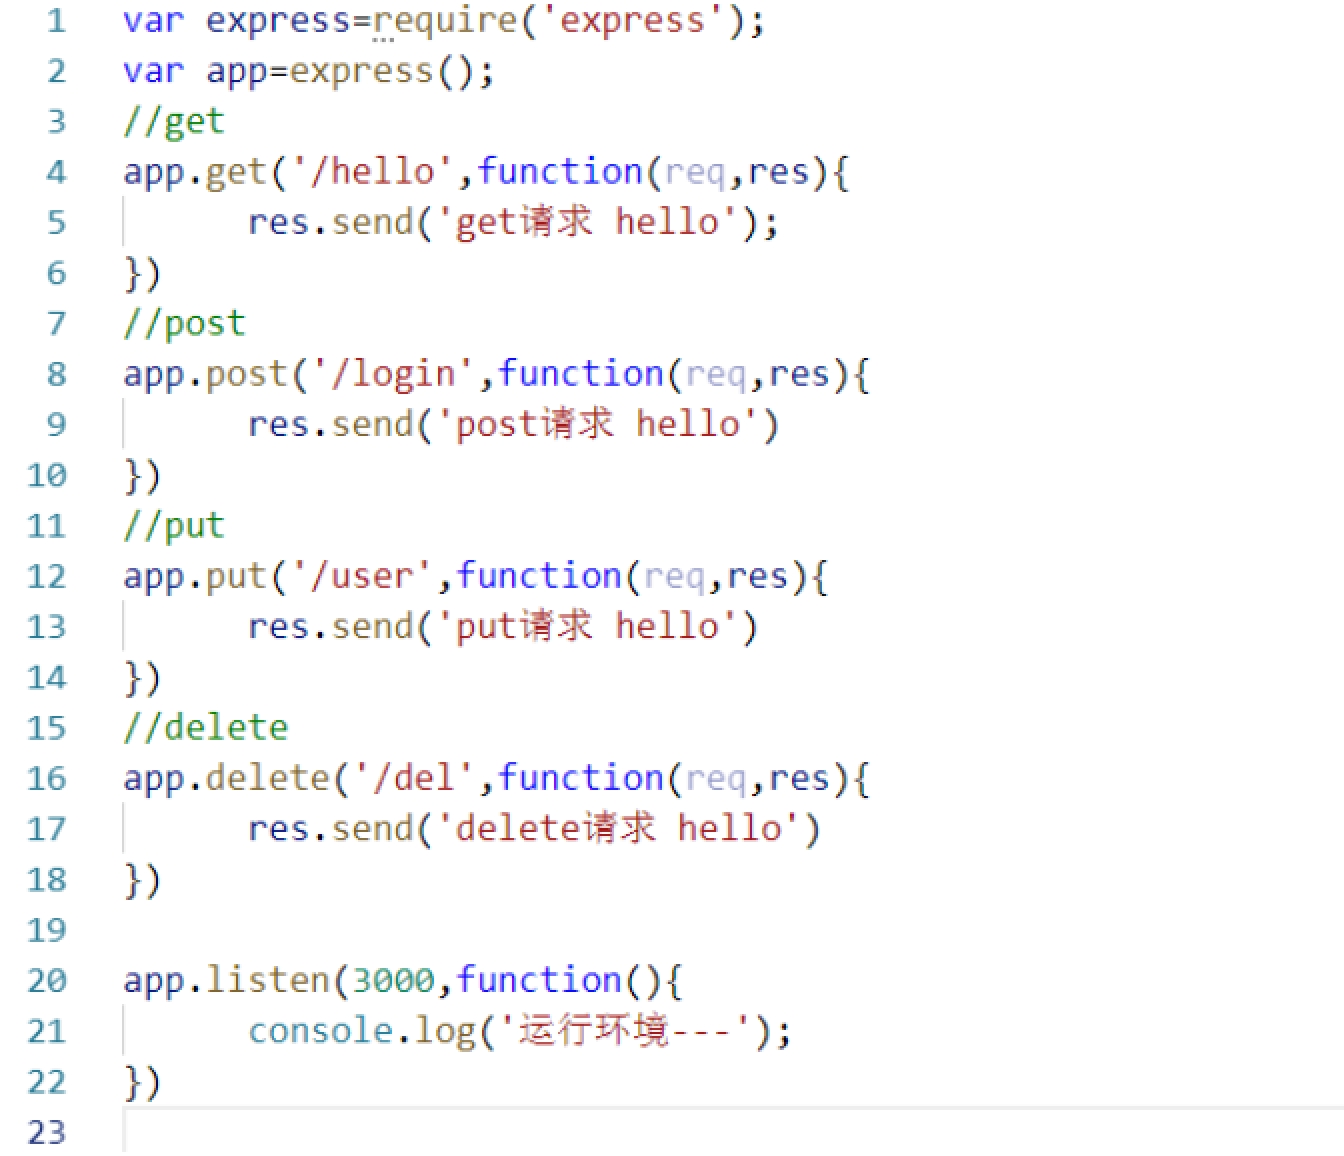 1 var express=require('express');
2 var app=express();
3 //get
4 app.get('/hello',function(req,res){
5 res.send('get请求 hello');
6 })
7 //post
8 app.post('/login',function(req,res){
9 res.send('post请求 hello')
10 })
11 //put
12 app.put('/user',function(req,res){
13 res.send('put请求 hello')
14 })
15 //delete
16 app.delete('/del',function(req,res){
17 res.send('delete请求 hello')
18 })
19
20 app.listen(3000,function(){
21 console.log('运行环境---');
22 })
23